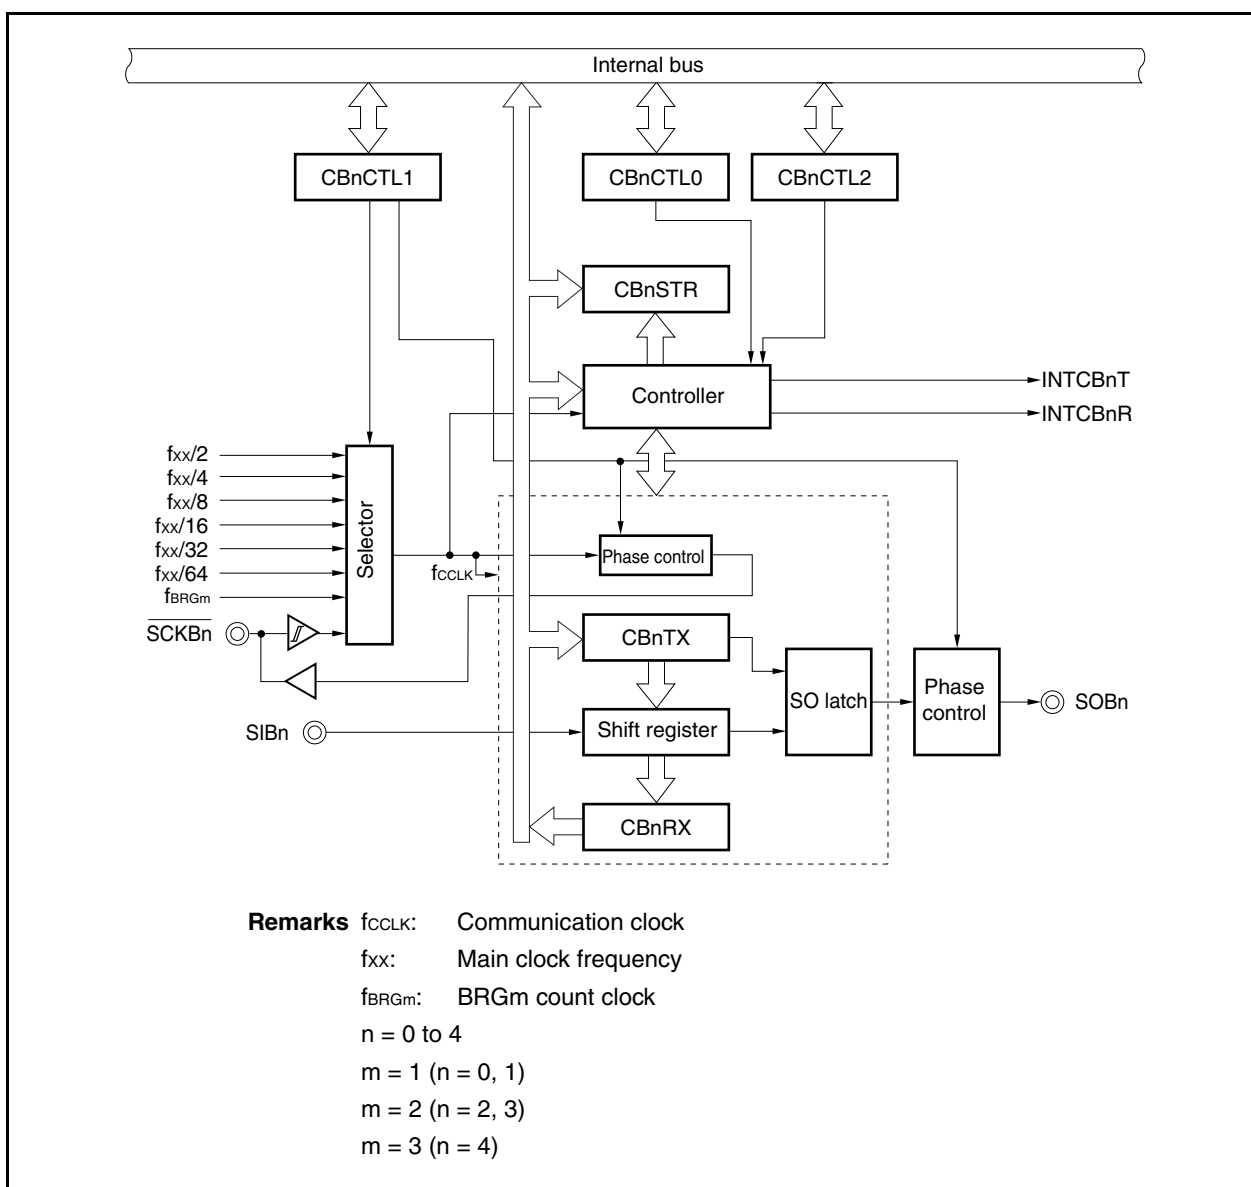 Internal bus
CBnCTL1
CBnCTL0
CBnCTL2
CBnSTR
Controller
INTCBnT
INTCBnR
fXX/2
fXX/4
fXX/8
fXX/16
fXX/32
fXX/64
fBRGm
SCKBn
Selector
fCCLK
Phase control
CBnTX
SO latch
Phase
control
SOBn
SIBn
Shift register
CBnRX
Remarks fCCLK: Communication clock
fXX: Main clock frequency
fBRGm: BRGm count clock
n = 0 to 4
m = 1 (n = 0, 1)
m = 2 (n = 2, 3)
m = 3 (n = 4)